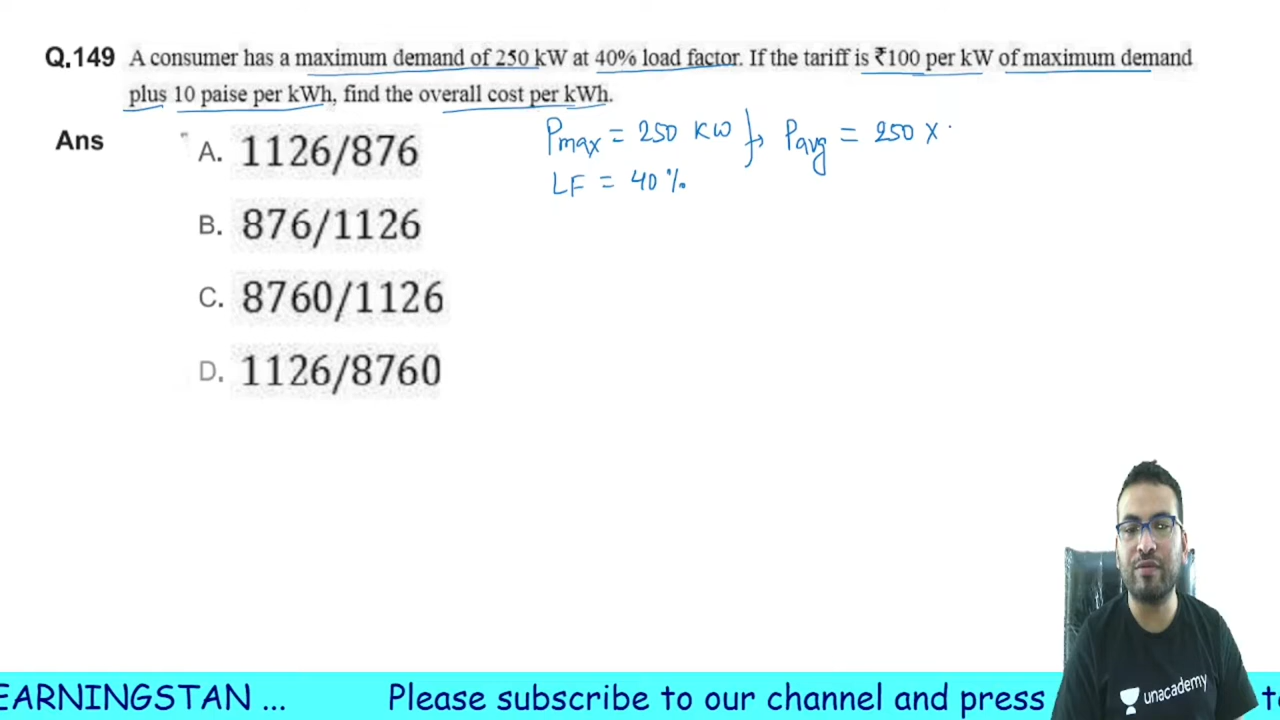 Q.149 A consumer has a maximum demand of 250 kW at 40% load factor. If the tariff is ₹100 per kW of maximum demand
plus 10 paise per kWh, find the overall cost per kWh.
Ans
A. 1126/876
B. 876/1126
C. 8760/1126
D. 1126/8760
Pmax = 250 KW } → Pavg = 250 x
LF = 40 %
unacademy
EARNINGSTAN ... Please subscribe to our channel and press